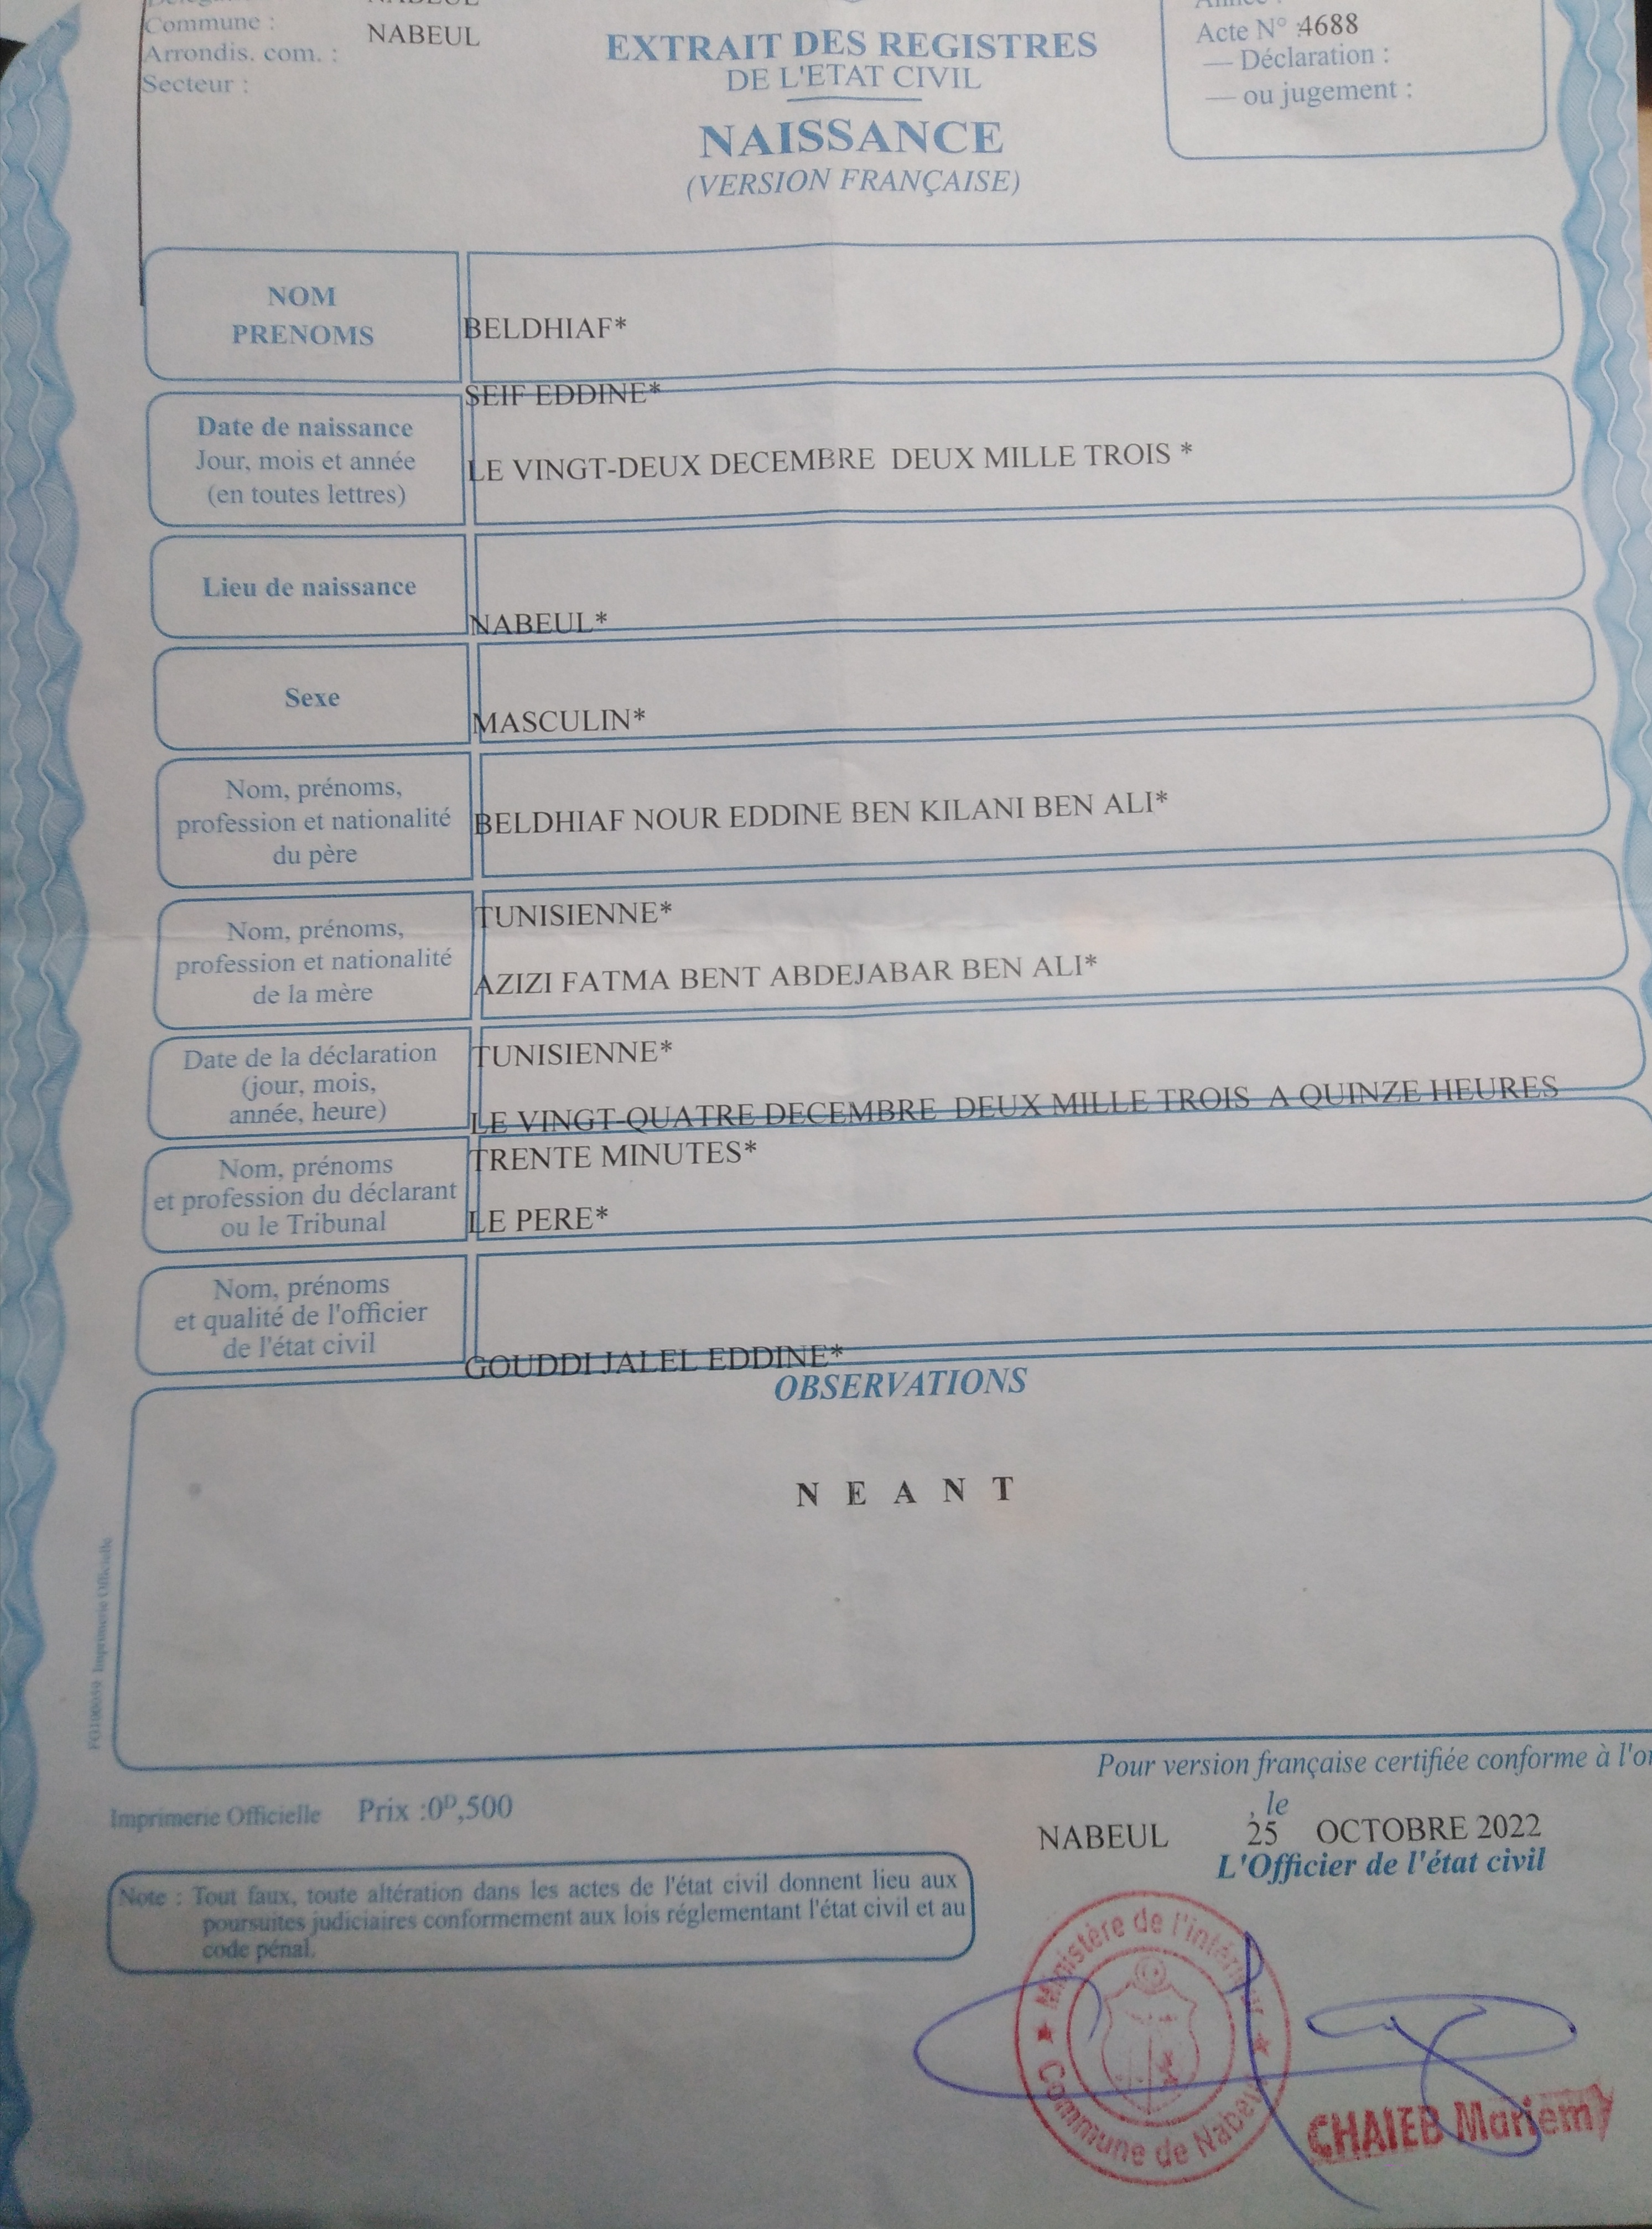 NABEUL
Commune :
NABEUL
Arrondis. com. :
Secteur :
EXTRAIT DES REGISTRES
DE L'ETAT CIVIL
NAISSANCE
(VERSION FRANÇAISE)
Acte N° :4688
— Déclaration :
— ou jugement :
NOM
PRENOMS
BELDHIAF*
SEIF EDDINE*
Date de naissance
Jour, mois et année
(en toutes lettres)
LE VINGT-DEUX DECEMBRE DEUX MILLE TROIS *
Lieu de naissance
NABEUL*
Sexe
MASCULIN*
Nom, prénoms,
profession et nationalité
du père
BELDHIAF NOUR EDDINE BEN KILANI BEN ALI*
TUNISIENNE*
Nom, prénoms,
profession et nationalité
de la mère
AZIZI FATMA BENT ABDEJABAR BEN ALI*
TUNISIENNE*
Date de la déclaration
(jour, mois,
année, heure)
LE VINGT-QUATRE DECEMBRE DEUX MILLE TROIS A QUINZE HEURES
TRENTE MINUTES*
Nom, prénoms
et profession du déclarant
ou le Tribunal
LE PERE*
Nom, prénoms
et qualité de l'officier
de l'état civil
GOUDDI JALEL EDDINE*
OBSERVATIONS
N E A N T
Imprimerie Officielle
Pour version française certifiée conforme à l'or
Imprimerie Officielle Prix :0D,500
, le
NABEUL 25 OCTOBRE 2022
L'Officier de l'état civil
Note : Tout faux, toute altération dans les actes de l'état civil donnent lieu aux
poursuites judiciaires conformement aux lois réglementant l'état civil et au
code pénal.
Ministère de l'intérieur
Commune de Nabeul
CHAIEB Mariem